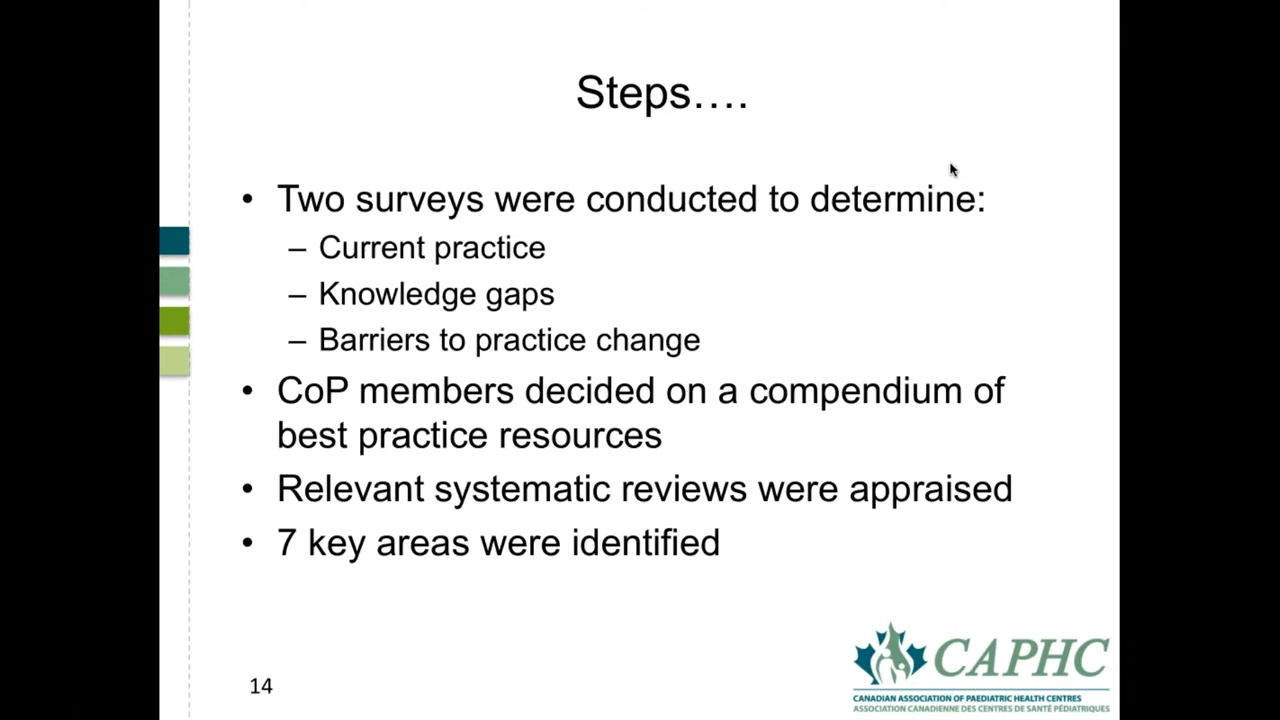 Steps….
• Two surveys were conducted to determine:
– Current practice
– Knowledge gaps
– Barriers to practice change
• CoP members decided on a compendium of
best practice resources
• Relevant systematic reviews were appraised
• 7 key areas were identified
14
CAPHC
CANADIAN ASSOCIATION OF PAEDIATRIC HEALTH CENTRES
ASSOCIATION CANADIENNE DES CENTRES DE SANTÉ PÉDIATRIQUES